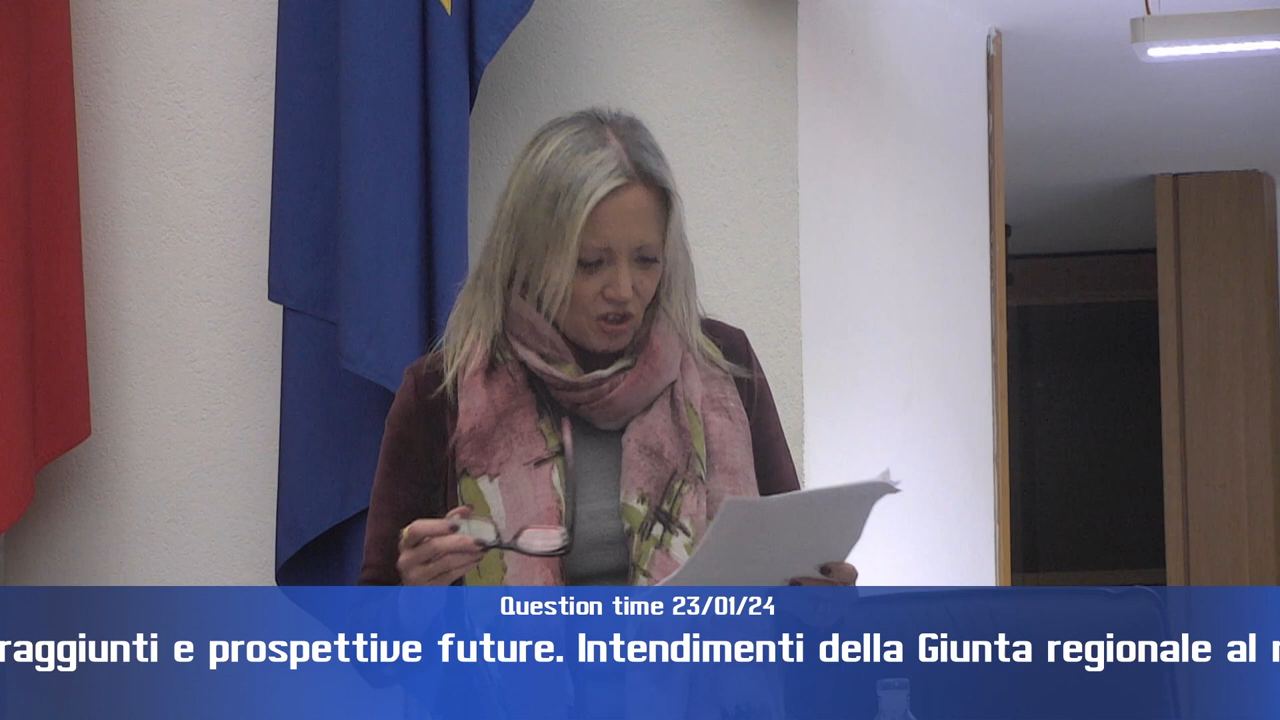 Question time 23/01/24
raggiunti e prospettive future. Intendimenti della Giunta regionale al